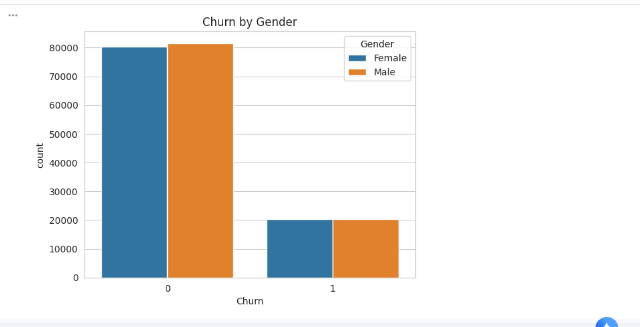 Churn by Gender
Gender
Female
Male
80000
70000
60000
50000
40000
30000
20000
10000
0
count
0 1
Churn